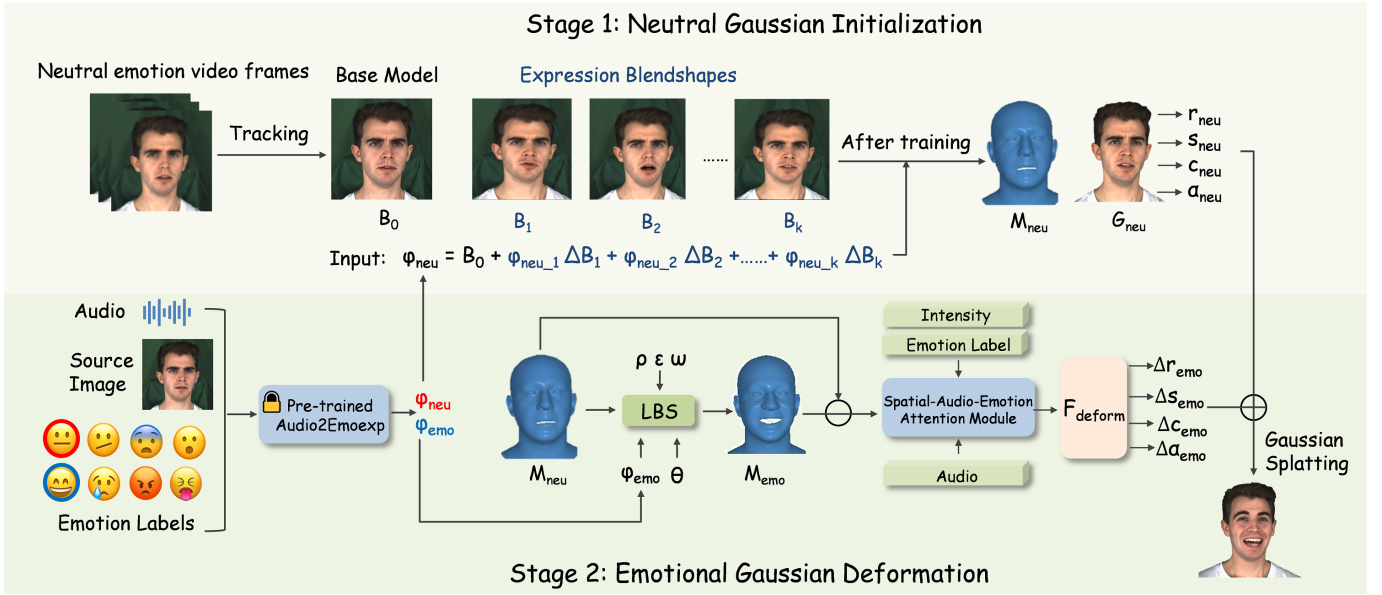 Stage 1: Neutral Gaussian Initialization
Neutral emotion video frames
Base Model
Expression Blendshapes
Tracking
......
After training
B₀
B₁
B₂
Bₖ
Mₙₑᵤ
Gₙₑᵤ
rₙₑᵤ
sₙₑᵤ
cₙₑᵤ
αₙₑᵤ
Input: φₙₑᵤ = B₀ + φₙₑᵤ_₁ ΔB₁ + φₙₑᵤ_₂ ΔB₂ +......+ φₙₑᵤ_ₖ ΔBₖ
Audio
Source
Image
Emotion Labels
Pre-trained
Audio2Emoexp
φₙₑᵤ
φₑₘₒ
Mₙₑᵤ
ρ ε ω
LBS
φₑₘₒ θ
Mₑₘₒ
Intensity
Emotion Label
Spatial-Audio-Emotion
Attention Module
Audio
F_deform
Δrₑₘₒ
Δsₑₘₒ
Δcₑₘₒ
Δαₑₘₒ
Gaussian
Splatting
Stage 2: Emotional Gaussian Deformation